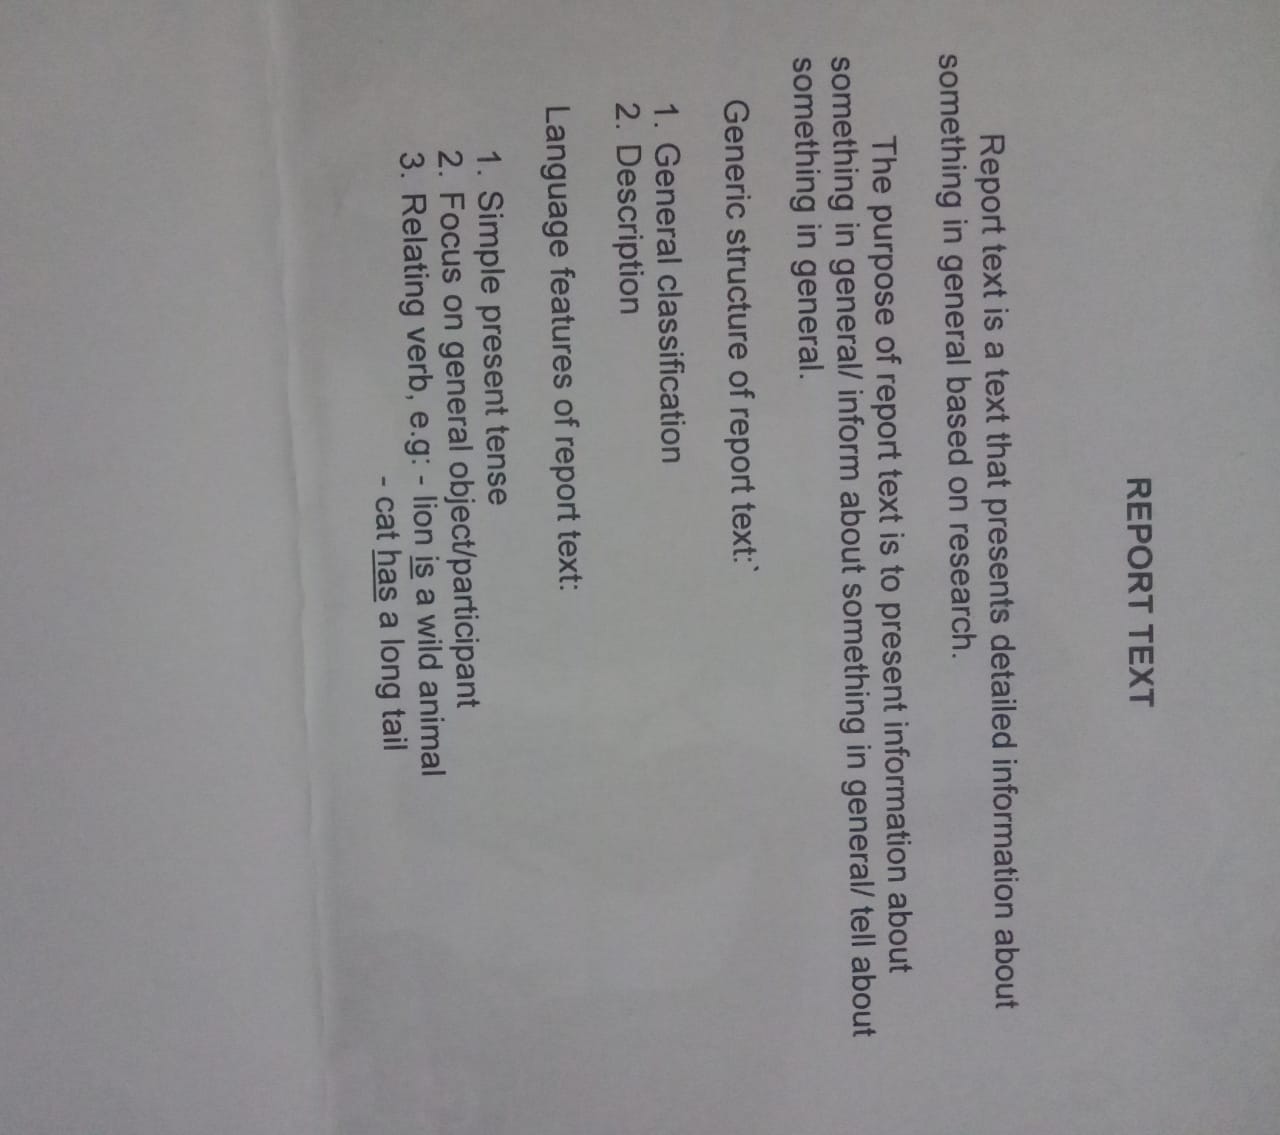 REPORT TEXT
Report text is a text that presents detailed information about
something in general based on research.
The purpose of report text is to present information about
something in general/ inform about something in general/ tell about
something in general.
Generic structure of report text:`
1. General classification
2. Description
Language features of report text:
1. Simple present tense
2. Focus on general object/participant
3. Relating verb, e.g: - lion is a wild animal
- cat has a long tail